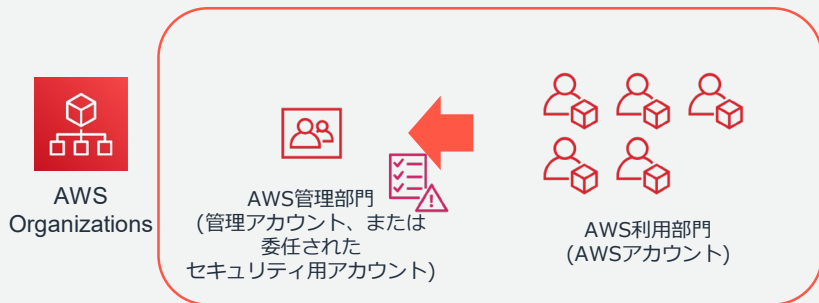 AWS
Organizations
AWS管理部門
(管理アカウント、または
委任された
セキュリティ用アカウント)
AWS利用部門
(AWSアカウント)